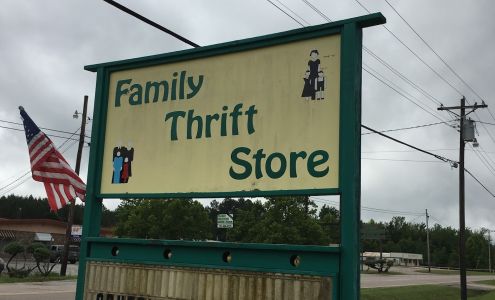 Family
Thrift
Store